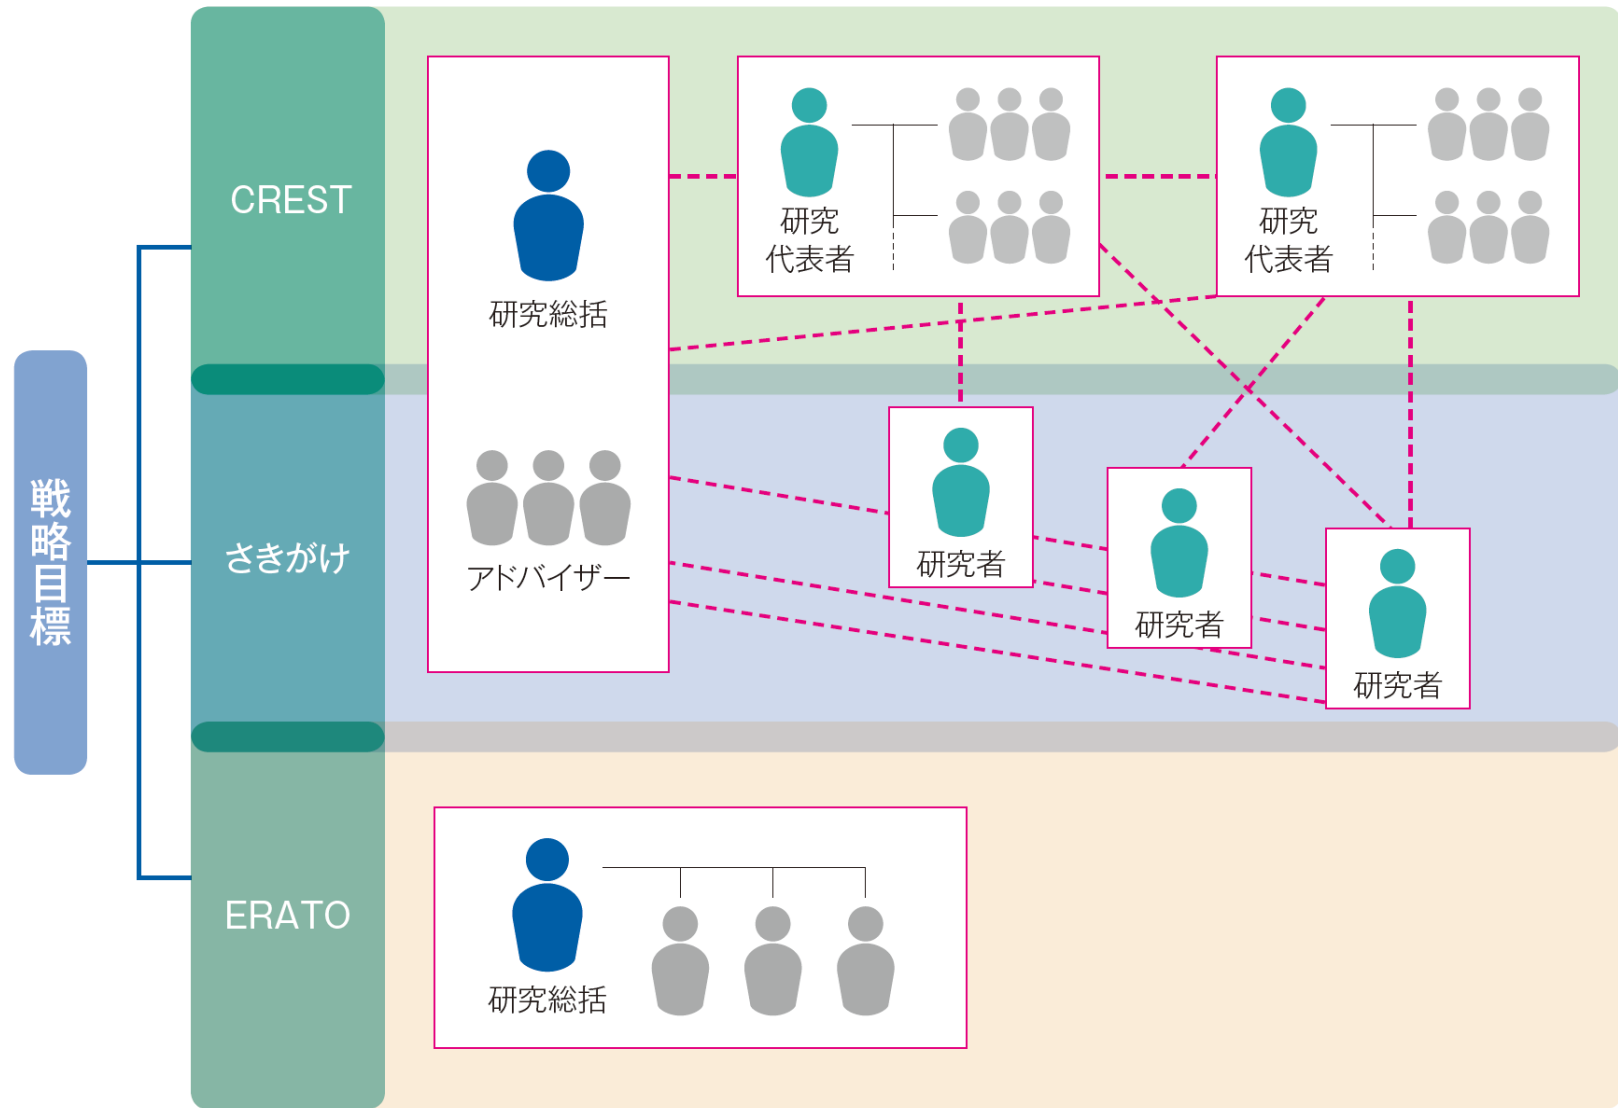 戦略目標
CREST
研究総括
アドバイザー
研究
代表者
研究
代表者
さきがけ
研究者
研究者
研究者
ERATO
研究総括